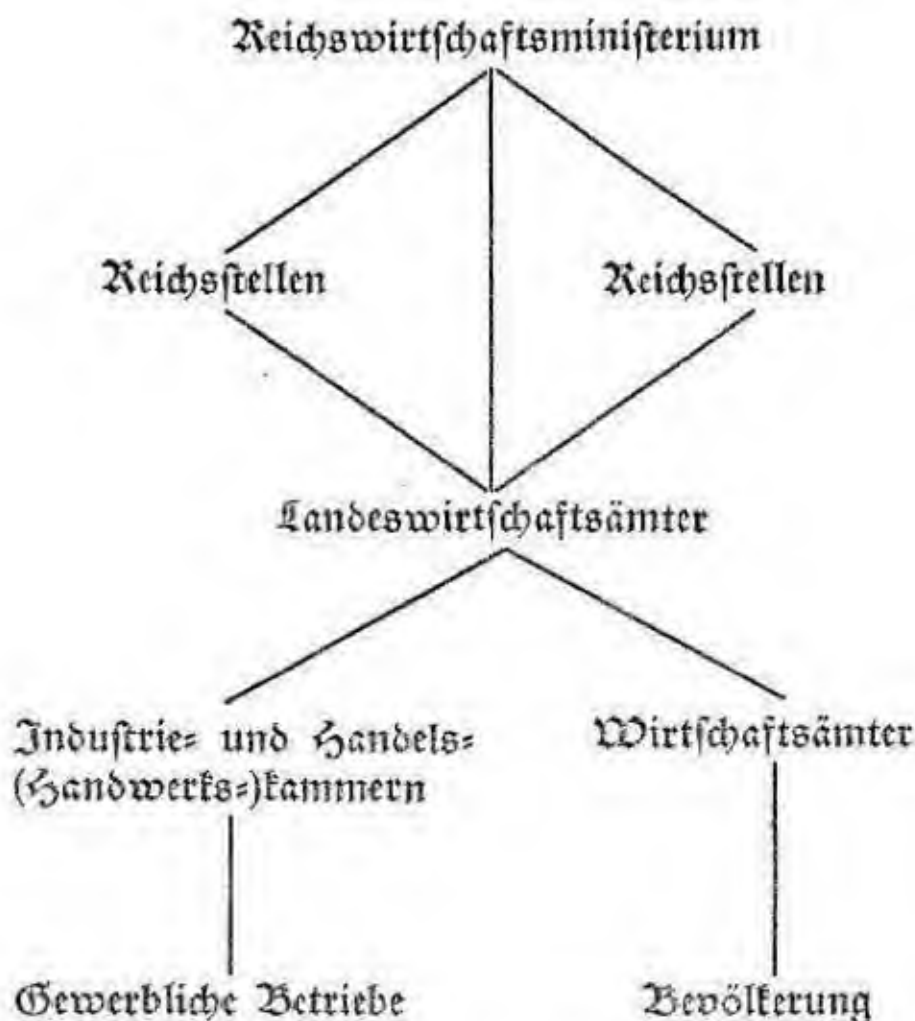 Reichswirtschaftsministerium
Reichsstellen Reichsstellen
Landeswirtschaftsämter
Industrie- und Handels- Wirtschaftsämter
(Handwerks-)kammern
Gewerbliche Betriebe Bevölkerung